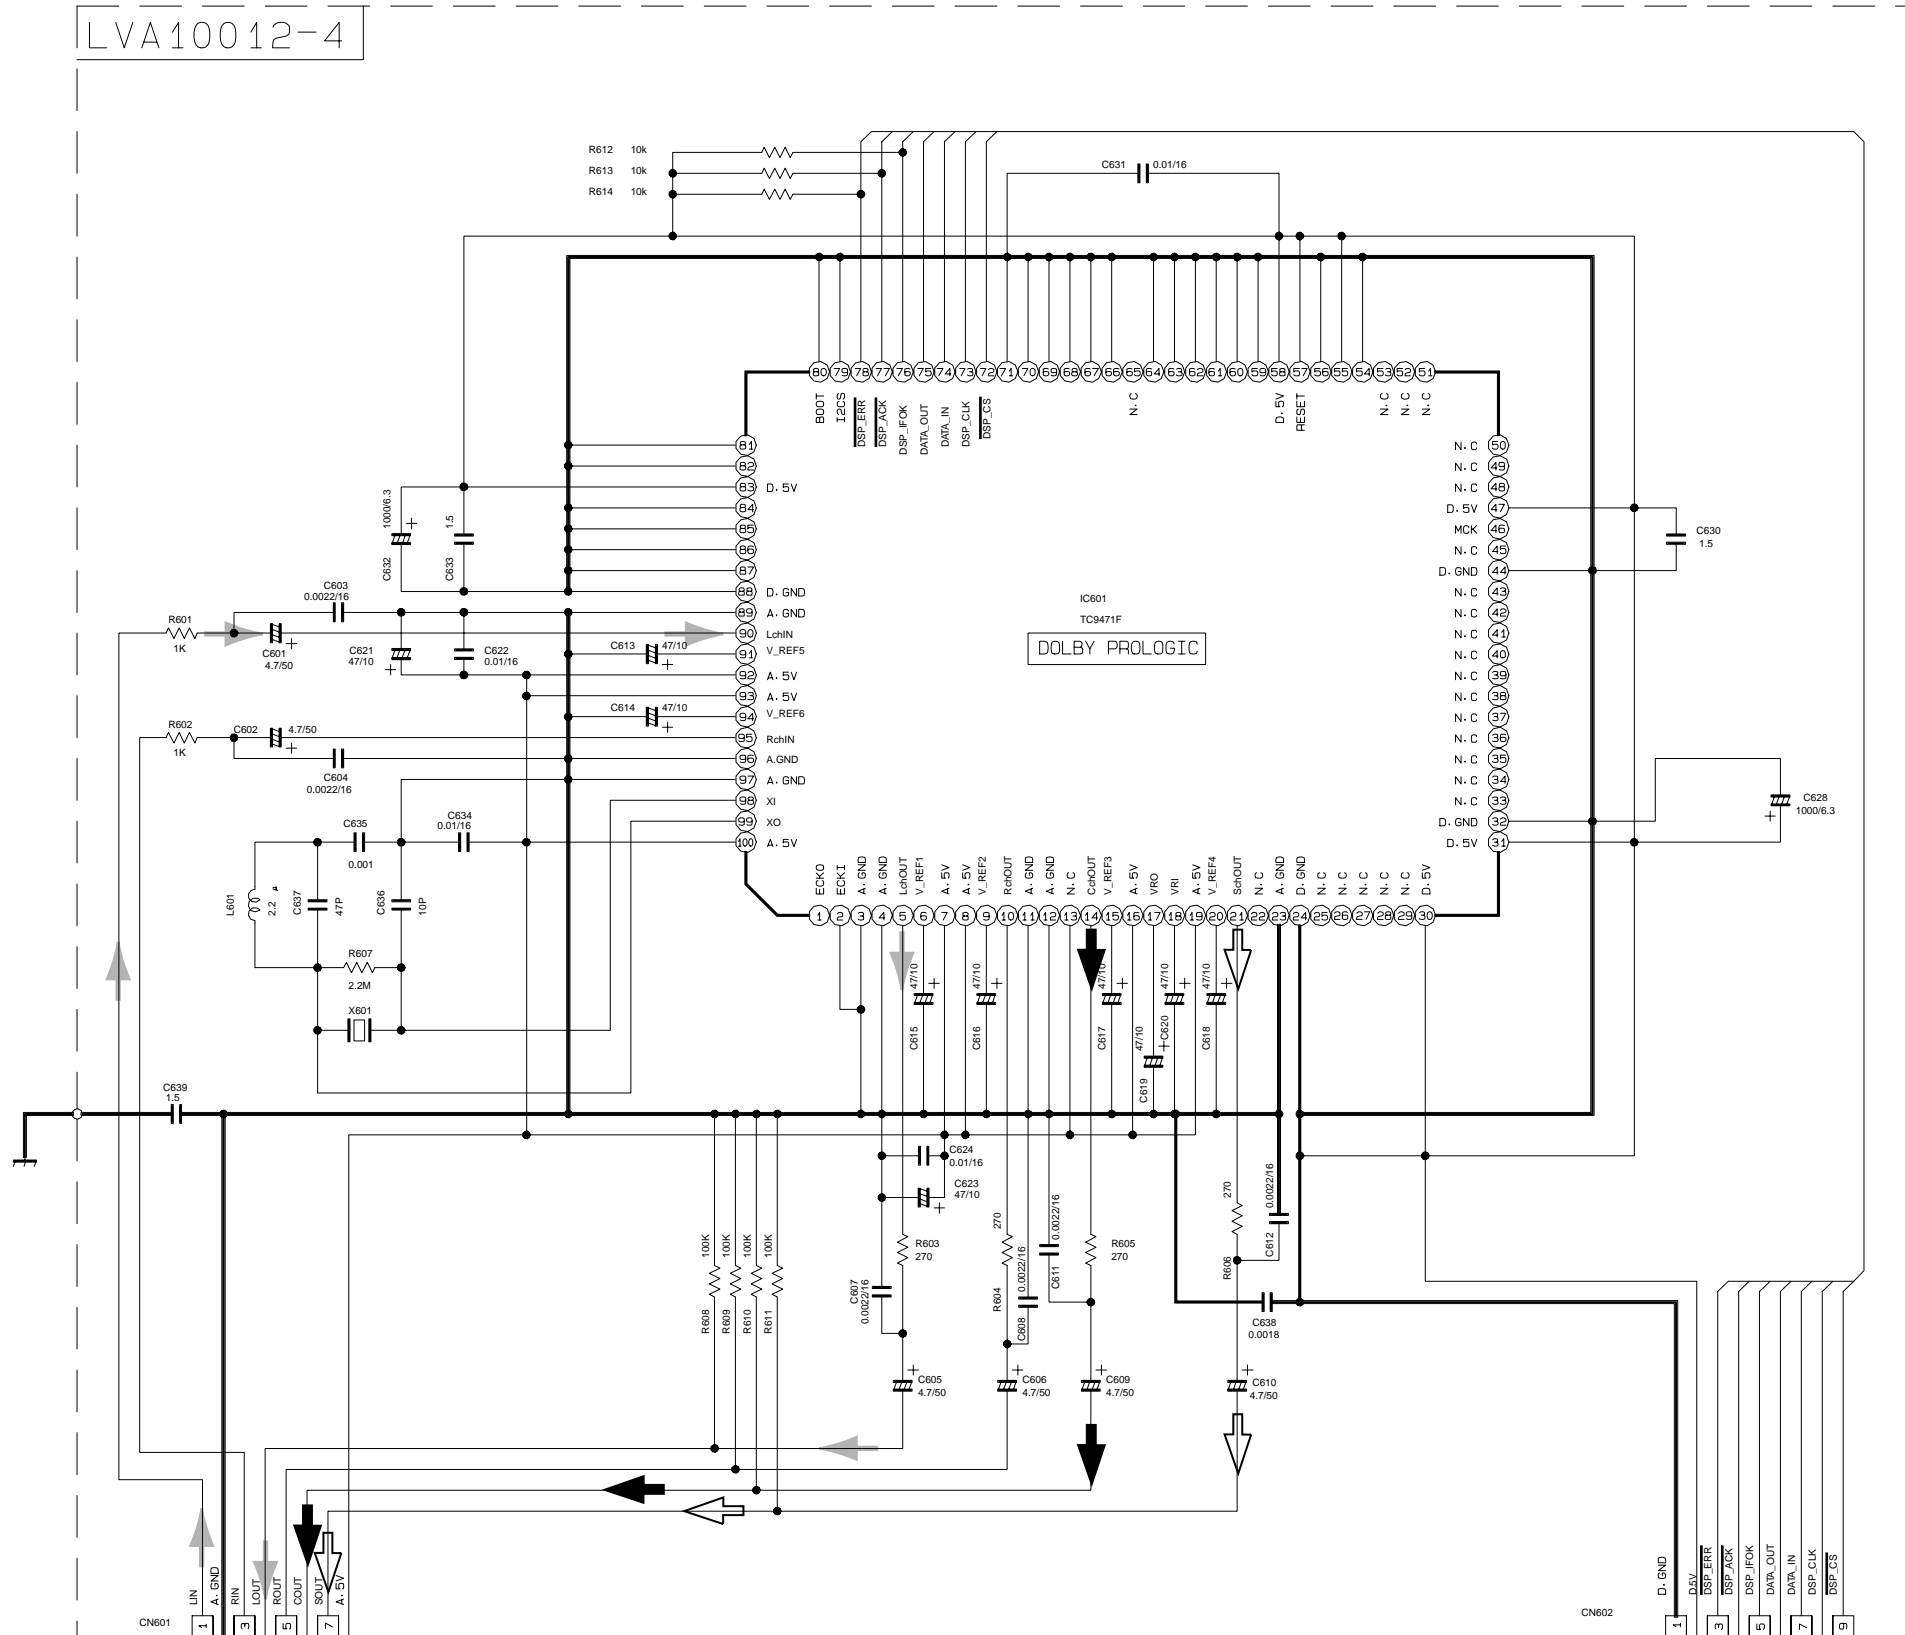 LVA10012-4
R612 10k
R613 10k
R614 10k
C631 0.01/16
80 79 78 77 76 75 74 73 72 71 70 69 68 67 66 65 64 63 62 61 60 59 58 57 56 55 54 53 52 51
BOOT
I2CS
DSP_ERR
DSP_ACK
DSP_IFOK
DATA_OUT
DATA_IN
DSP_CLK
DSP_CS
N.C
D.5V
RESET
N.C
N.C
N.C
81
82
83 D.5V
84
85
86
87
88 D.GND
89 A.GND
90 LchIN
91 V_REF5
92 A.5V
93 A.5V
94 V_REF6
95 RchIN
96 A.GND
97 A.GND
98 XI
99 XO
100 A.5V
N.C 50
N.C 49
N.C 48
D.5V 47
MCK 46
N.C 45
D.GND 44
N.C 43
N.C 42
N.C 41
N.C 40
N.C 39
N.C 38
N.C 37
N.C 36
N.C 35
N.C 34
N.C 33
D.GND 32
D.5V 31
IC601
TC9471F
DOLBY PROLOGIC
1000/6.3
C632
1.5
C633
C603
0.0022/16
R601
1K
C601
4.7/50
C621
47/10
C622
0.01/16
C613 47/10
C614 47/10
R602
1K
C602 4.7/50
C604
0.0022/16
C635
0.001
C634
0.01/16
L601
2.2 μ
C637
47P
C636
10P
R607
2.2M
X601
C639
1.5
C630
1.5
C628
1000/6.3
ECKO
ECKI
A.GND
A.GND
LchOUT
V_REF1
A.5V
A.5V
V_REF2
RchOUT
A.GND
A.GND
N.C
CchOUT
V_REF3
A.5V
VRO
VRI
A.5V
V_REF4
SchOUT
N.C
A.GND
D.GND
N.C
N.C
N.C
N.C
N.C
D.5V
1 2 3 4 5 6 7 8 9 10 11 12 13 14 15 16 17 18 19 20 21 22 23 24 25 26 27 28 29 30
47/10
C615
47/10
C616
47/10
C617
47/10
C619
47/10
C620
47/10
C618
C624
0.01/16
C623
47/10
100K
R608
100K
R609
100K
R610
100K
R611
R603
270
C607
0.0022/16
270
R604
0.0022/16
C608
0.0022/16
C611
R605
270
270
R606
0.0022/16
C612
C638
0.0018
C605
4.7/50
C606
4.7/50
C609
4.7/50
C610
4.7/50
LIN
A.GND
RIN
LOUT
ROUT
COUT
SOUT
A.5V
CN601
1 3 5 7
D.GND
D.5V
DSP_ERR
DSP_ACK
DSP_IFOK
DATA_OUT
DATA_IN
DSP_CLK
DSP_CS
CN602
1 3 5 7 9